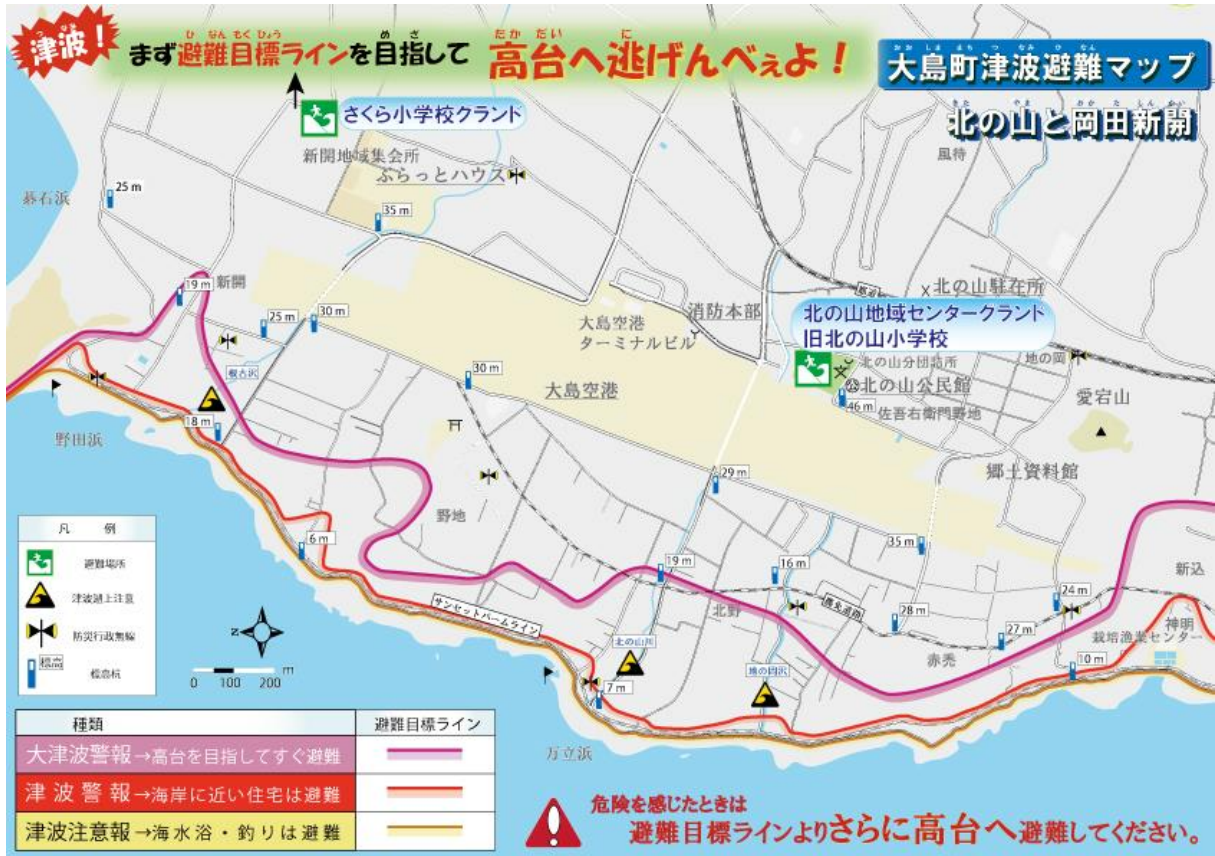 津波！
まず避難目標ラインを目指して 高台へ逃げんべぇよ！
大島町津波避難マップ
北の山と岡田新開
さくら小学校クランド
新開地域集会所
ぶらっとハウス
風待
碁石浜
25 m
35 m
19 m
新開
25 m
30 m
大島空港
ターミナルビル
消防本部
北の山駐在所
北の山地域センタークランド
旧北の山小学校
北の山分団詰所
地の岡
北の山公民館
46 m
佐吾右衛門野地
愛宕山
30 m
大島空港
根古沢
18 m
野田浜
郷土資料館
29 m
野地
6 m
35 m
19 m
16 m
新込
24 m
北野
28 m
27 m
赤禿
神明
栽培漁業センター
10 m
サンセットパームライン
北の山川
地の岡沢
7 m
万立浜
凡 例
避難場所
津波遡上注意
防災行政無線
標高
標高杭
N
0 100 200 m
種類 避難目標ライン
大津波警報→高台を目指してすぐ避難
津波警報→海岸に近い住宅は避難
津波注意報→海水浴・釣りは避難
危険を感じたときは
避難目標ラインよりさらに高台へ避難してください。